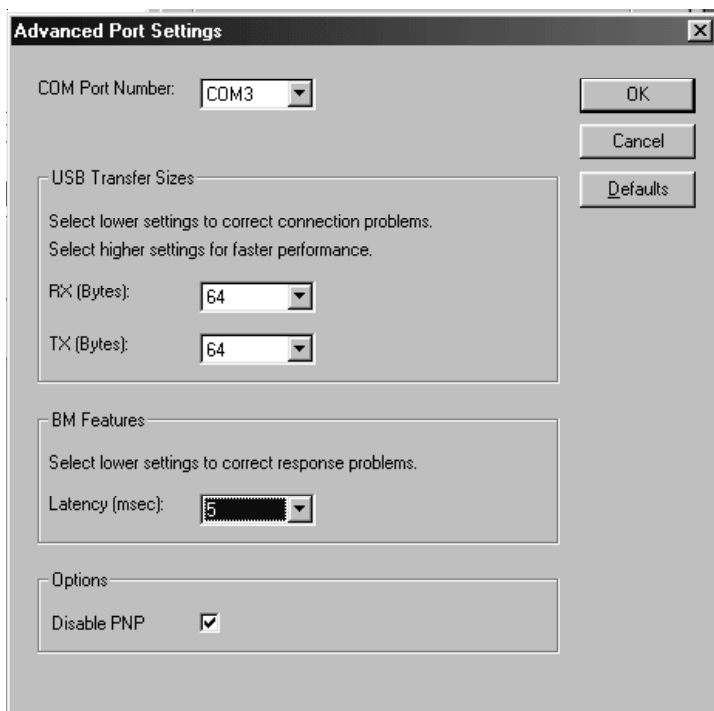 Advanced Port Settings
COM Port Number: COM3
OK
Cancel
Defaults
USB Transfer Sizes
Select lower settings to correct connection problems.
Select higher settings for faster performance.
RX (Bytes): 64
TX (Bytes): 64
BM Features
Select lower settings to correct response problems.
Latency (msec): 5
Options
Disable PNP